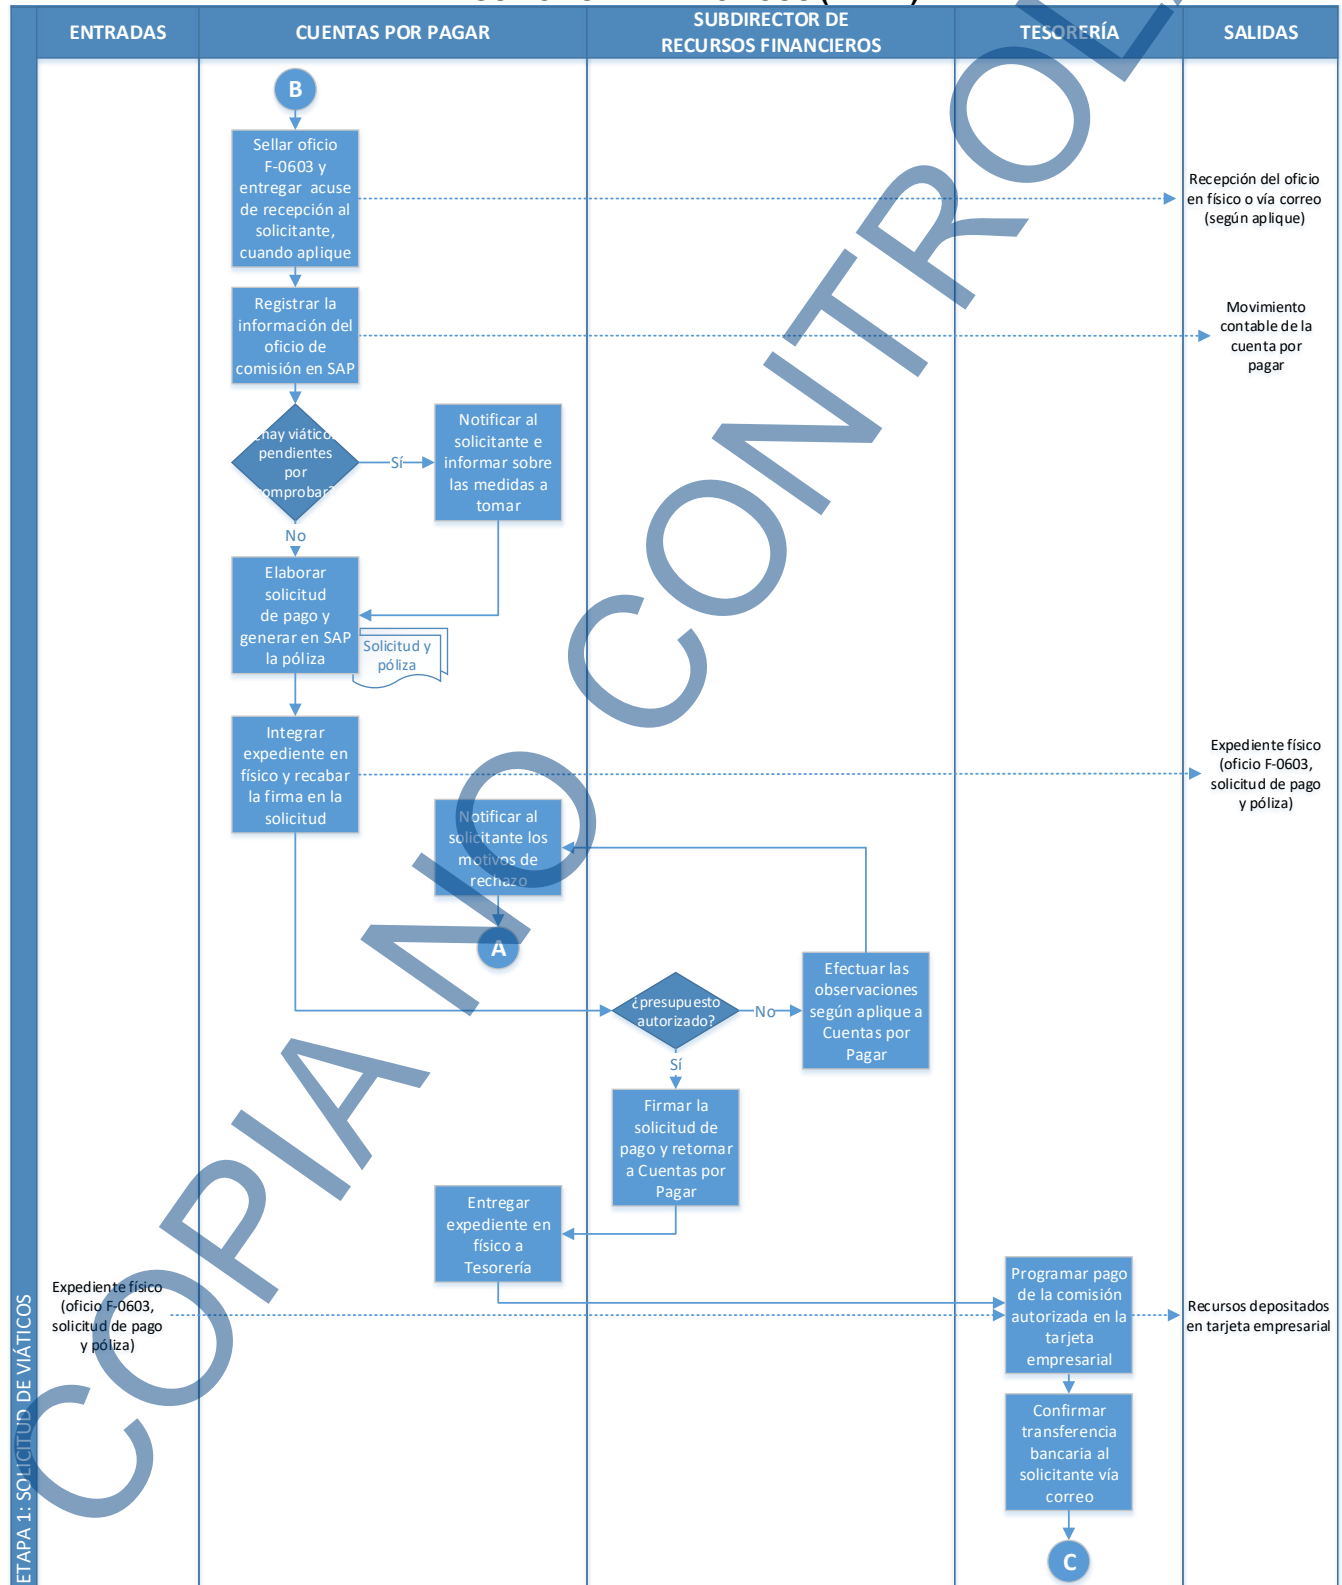 ENTRADAS
CUENTAS POR PAGAR
SUBDIRECTOR DE
RECURSOS FINANCIEROS
TESORERÍA
SALIDAS
B
Sellar oficio
F-0603 y
entregar acuse
de recepción al
solicitante,
cuando aplique
Recepción del oficio
en físico o vía correo
(según aplique)
Registrar la
información del
oficio de
comisión en SAP
Movimiento
contable de la
cuenta por
pagar
¿hay viáticos
pendientes
por
comprobar?
Sí
Notificar al
solicitante e
informar sobre
las medidas a
tomar
No
Elaborar
solicitud
de pago y
generar en SAP
la póliza
Solicitud y
póliza
Integrar
expediente en
físico y recabar
la firma en la
solicitud
Expediente físico
(oficio F-0603,
solicitud de pago
y póliza)
Notificar al
solicitante los
motivos de
rechazo
A
¿presupuesto
autorizado?
No
Efectuar las
observaciones
según aplique a
Cuentas por
Pagar
Sí
Firmar la
solicitud de
pago y retornar
a Cuentas por
Pagar
Entregar
expediente en
físico a
Tesorería
Expediente físico
(oficio F-0603,
solicitud de pago
y póliza)
Programar pago
de la comisión
autorizada en la
tarjeta
empresarial
Recursos depositados
en tarjeta empresarial
Confirmar
transferencia
bancaria al
solicitante vía
correo
C
ETAPA 1: SOLICITUD DE VIÁTICOS
COPIA NO CONTROL